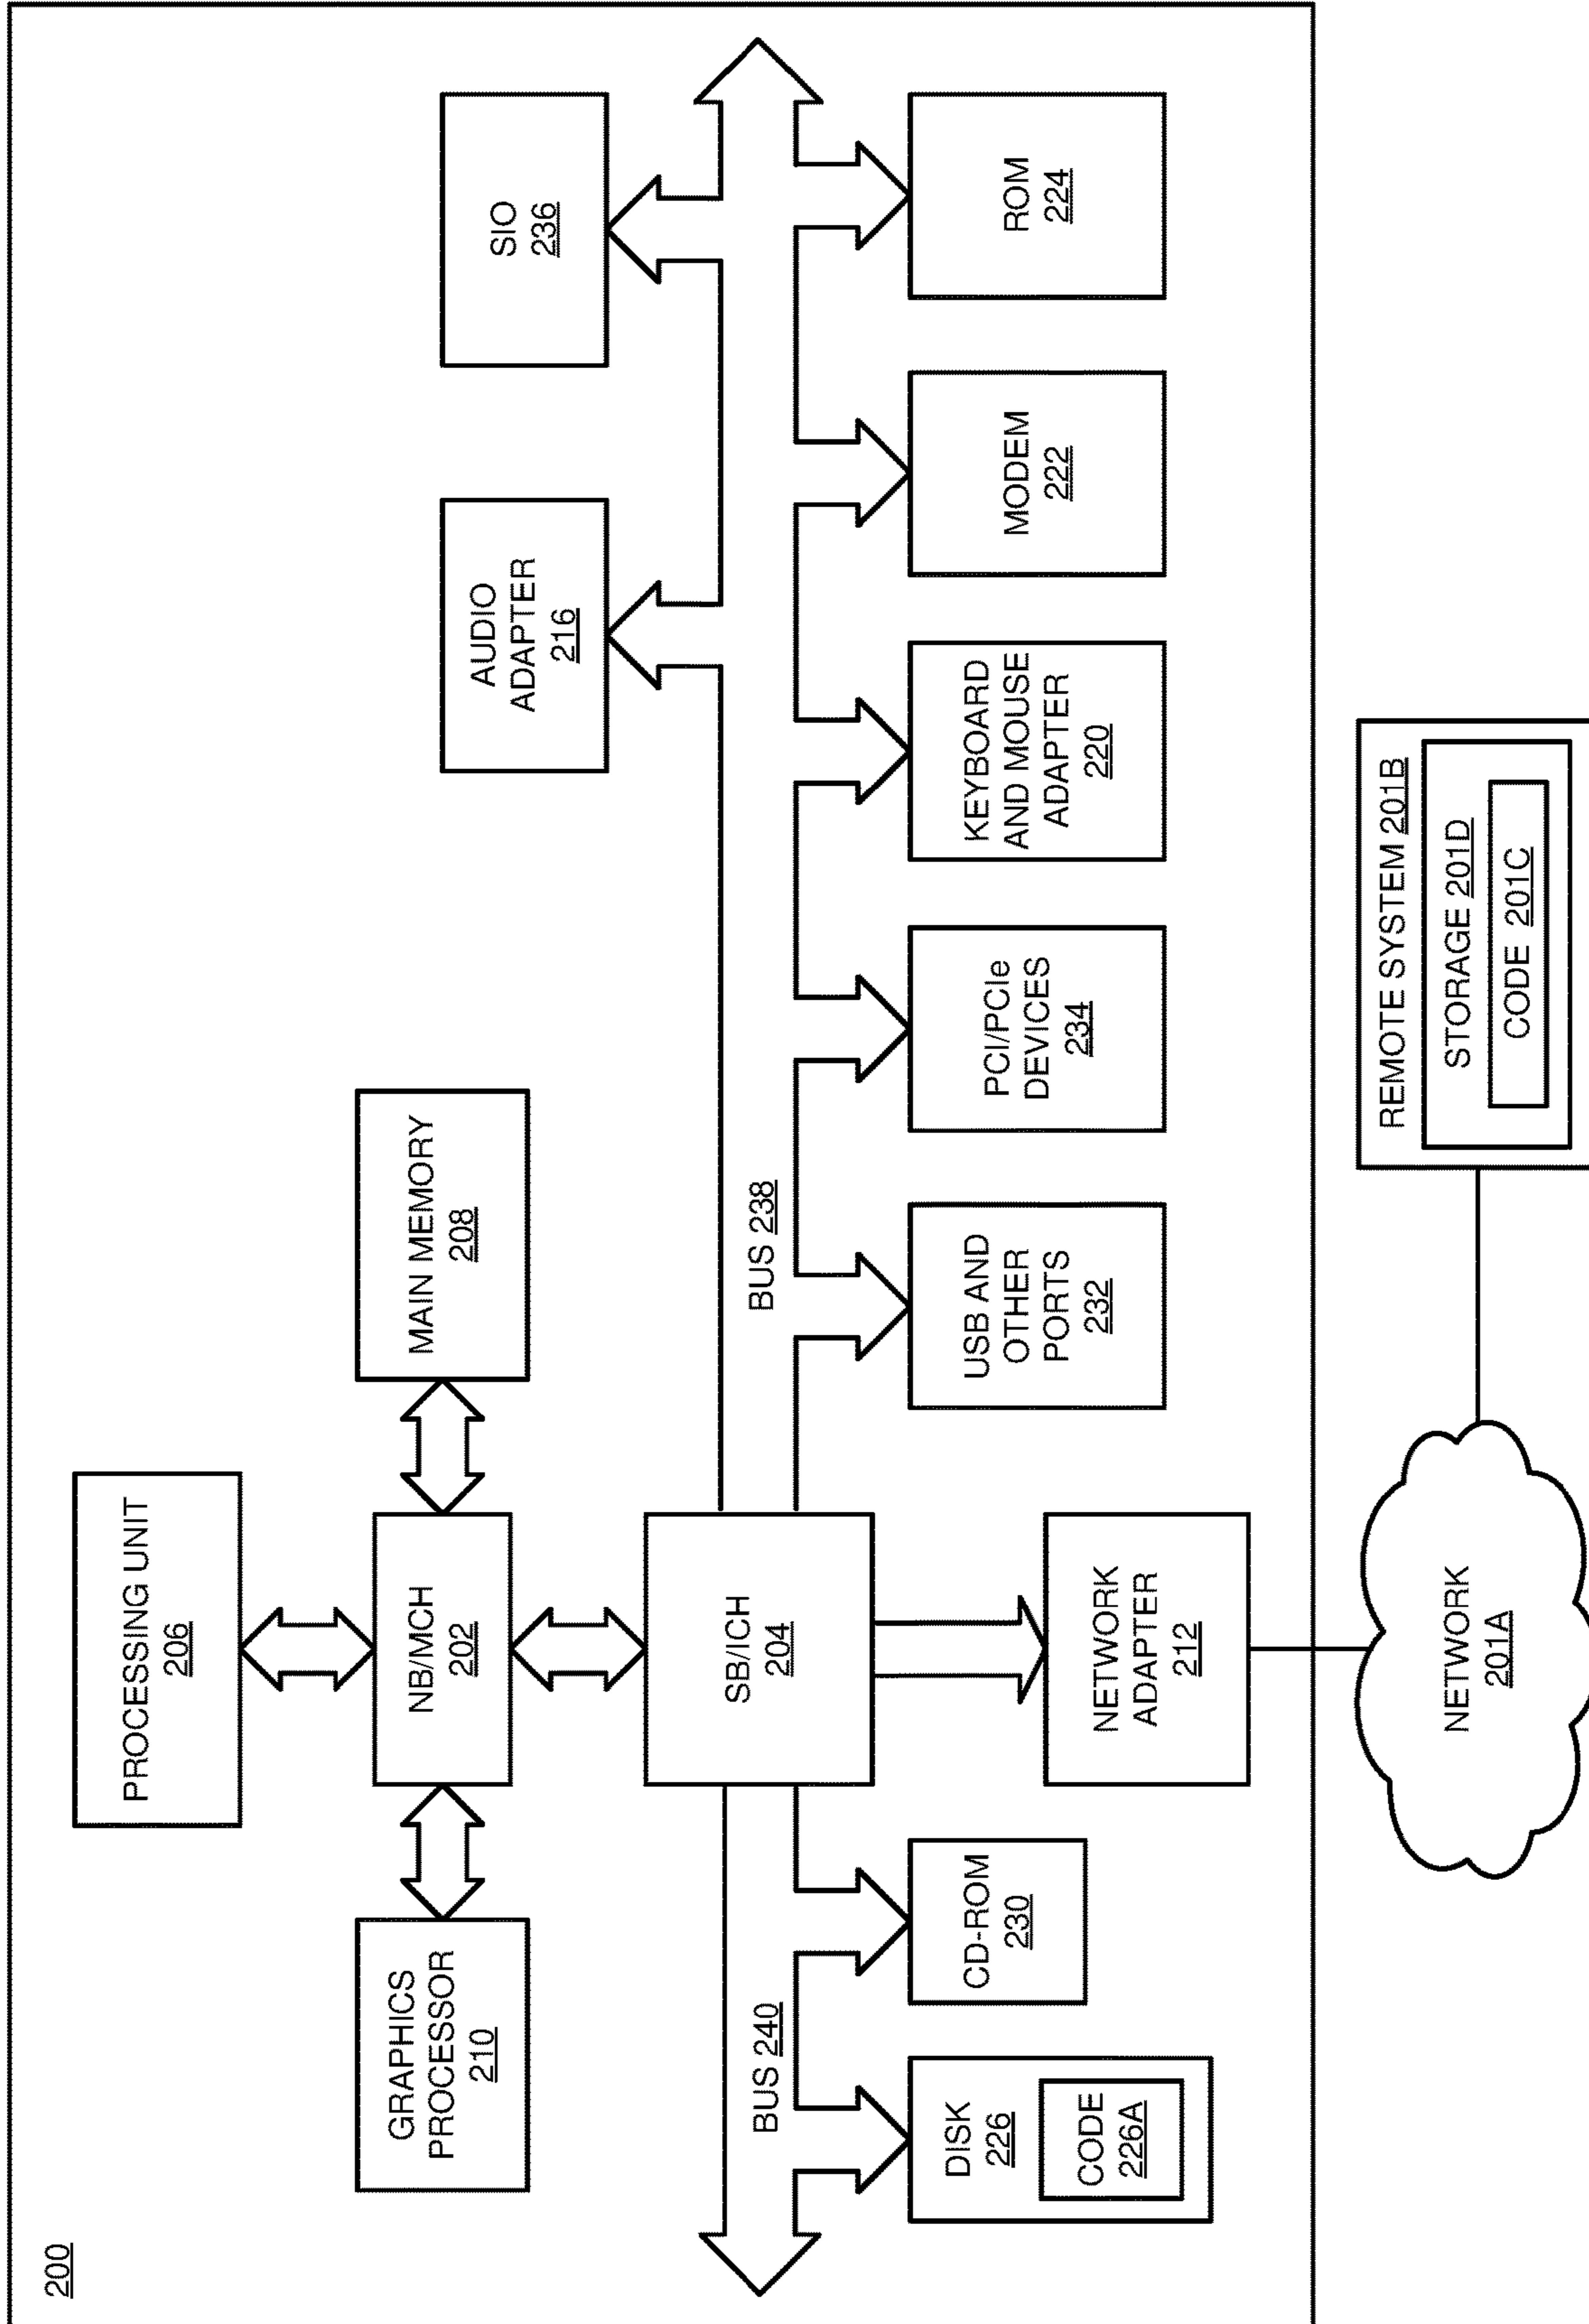 200
PROCESSING UNIT
206
GRAPHICS
PROCESSOR
210
NB/MCH
202
MAIN MEMORY
208
AUDIO
ADAPTER
216
SIO
236
SB/ICH
204
BUS 240
BUS 238
DISK
226
CODE
226A
CD-ROM
230
NETWORK
ADAPTER
212
USB AND
OTHER
PORTS
232
PCI/PCIe
DEVICES
234
KEYBOARD
AND MOUSE
ADAPTER
220
MODEM
222
ROM
224
NETWORK
201A
REMOTE SYSTEM 201B
STORAGE 201D
CODE 201C